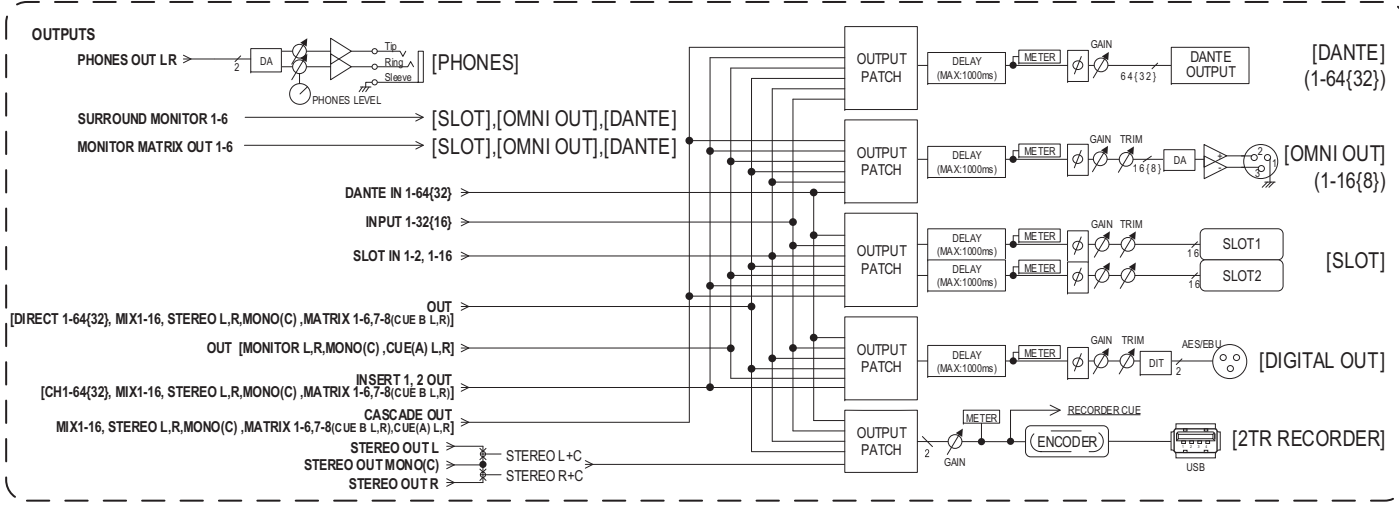 OUTPUTS
PHONES OUT LR
2
DA
Tip
Ring
Sleeve
[PHONES]
PHONES LEVEL
SURROUND MONITOR 1-6
[SLOT],[OMNI OUT],[DANTE]
MONITOR MATRIX OUT 1-6
[SLOT],[OMNI OUT],[DANTE]
DANTE IN 1-64{32}
INPUT 1-32{16}
SLOT IN 1-2, 1-16
OUT
[DIRECT 1-64{32}, MIX1-16, STEREO L,R,MONO(C) ,MATRIX 1-6,7-8(CUE B L,R)]
OUT [MONITOR L,R,MONO(C) ,CUE(A) L,R]
INSERT 1, 2 OUT
[CH1-64{32}, MIX1-16, STEREO L,R,MONO(C) ,MATRIX 1-6,7-8(CUE B L,R)]
CASCADE OUT
MIX1-16, STEREO L,R,MONO(C) ,MATRIX 1-6,7-8(CUE B L,R),CUE(A) L,R]
STEREO OUT L
STEREO OUT MONO(C)
STEREO OUT R
STEREO L+C
STEREO R+C
OUTPUT
PATCH
DELAY
(MAX:1000ms)
METER
ϕ
GAIN
64{32}
DANTE
OUTPUT
[DANTE]
(1-64{32})
OUTPUT
PATCH
DELAY
(MAX:1000ms)
METER
ϕ
GAIN TRIM
16{8}
DA
+
-
2
1
3
[OMNI OUT]
(1-16{8})
OUTPUT
PATCH
DELAY
(MAX:1000ms)
METER
ϕ
GAIN TRIM
16
SLOT1
DELAY
(MAX:1000ms)
METER
ϕ
16
SLOT2
[SLOT]
OUTPUT
PATCH
DELAY
(MAX:1000ms)
METER
ϕ
GAIN TRIM
DIT
AES/EBU
2
[DIGITAL OUT]
OUTPUT
PATCH
2
GAIN
METER
RECORDER CUE
ENCODER
USB
[2TR RECORDER]